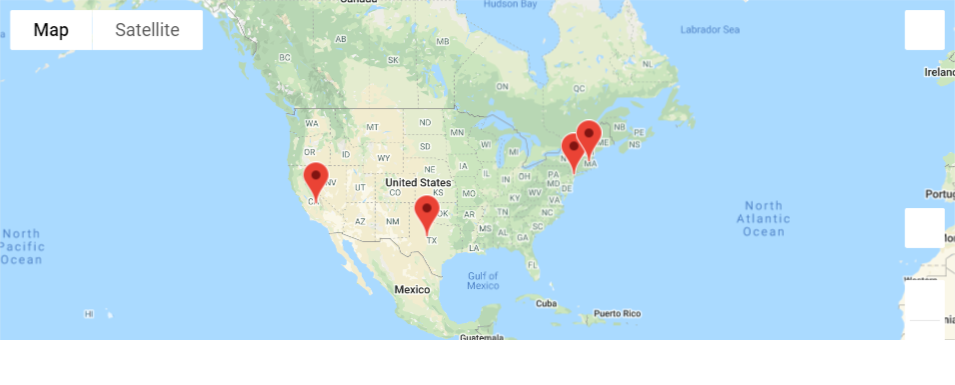 Canada
Hudson Bay
Map
Satellite
Labrador Sea
AB
MB
BC
SK
NL
Ireland
ON
QC
WA
MT
ND
MN
NB
PE
NS
ME
OR
ID
SD
WI
MI
WY
NE
IA
IL
IN
OH
PA
MA
NV
UT
United States
CO
KS
MO
KY
WV
MD
DE
VA
CA
AZ
NM
OK
AR
TN
NC
SC
MS
AL
GA
TX
LA
FL
North
Pacific
Ocean
North
Atlantic
Ocean
Portug
Gulf of
Mexico
Mexico
Cuba
Puerto Rico
HI
Guatemala
Western